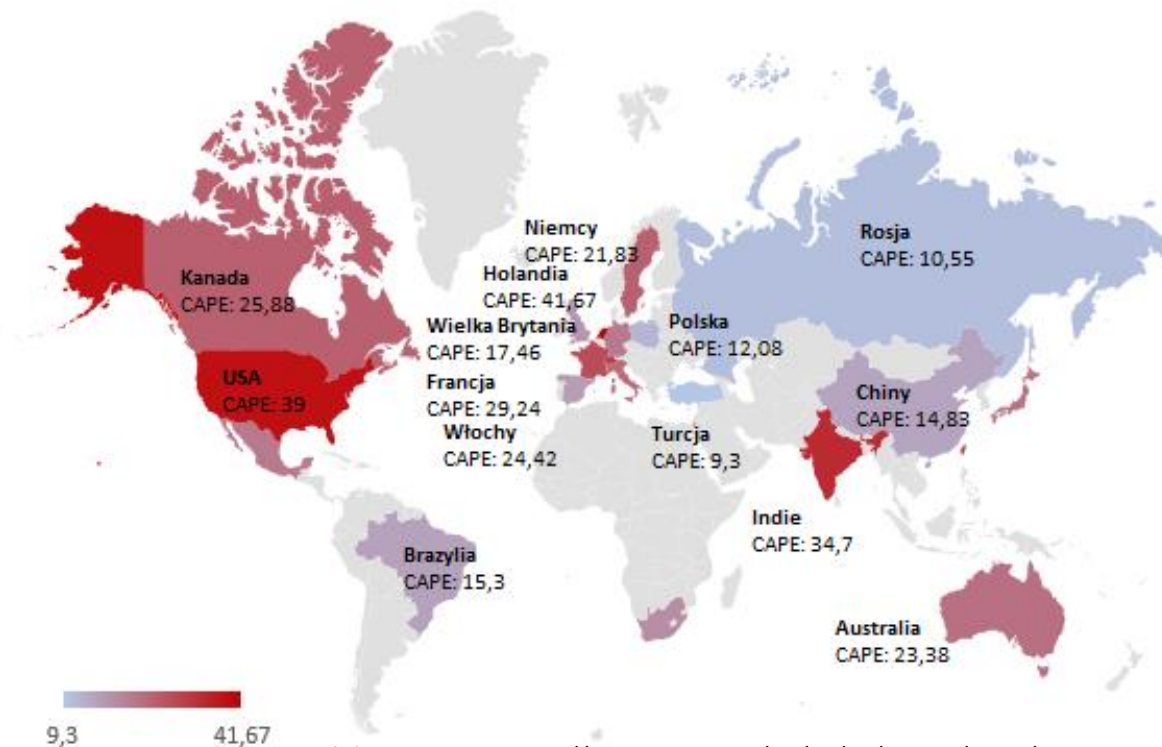 Niemcy
CAPE: 21,83
Rosja
CAPE: 10,55
Holandia
CAPE: 41,67
Kanada
CAPE: 25,88
Wielka Brytania
CAPE: 17,46
Polska
CAPE: 12,08
USA
CAPE: 39
Francja
CAPE: 29,24
Chiny
CAPE: 14,83
Włochy
CAPE: 24,42
Turcja
CAPE: 9,3
Indie
CAPE: 34,7
Brazylia
CAPE: 15,3
Australia
CAPE: 23,38
9,3
41,67